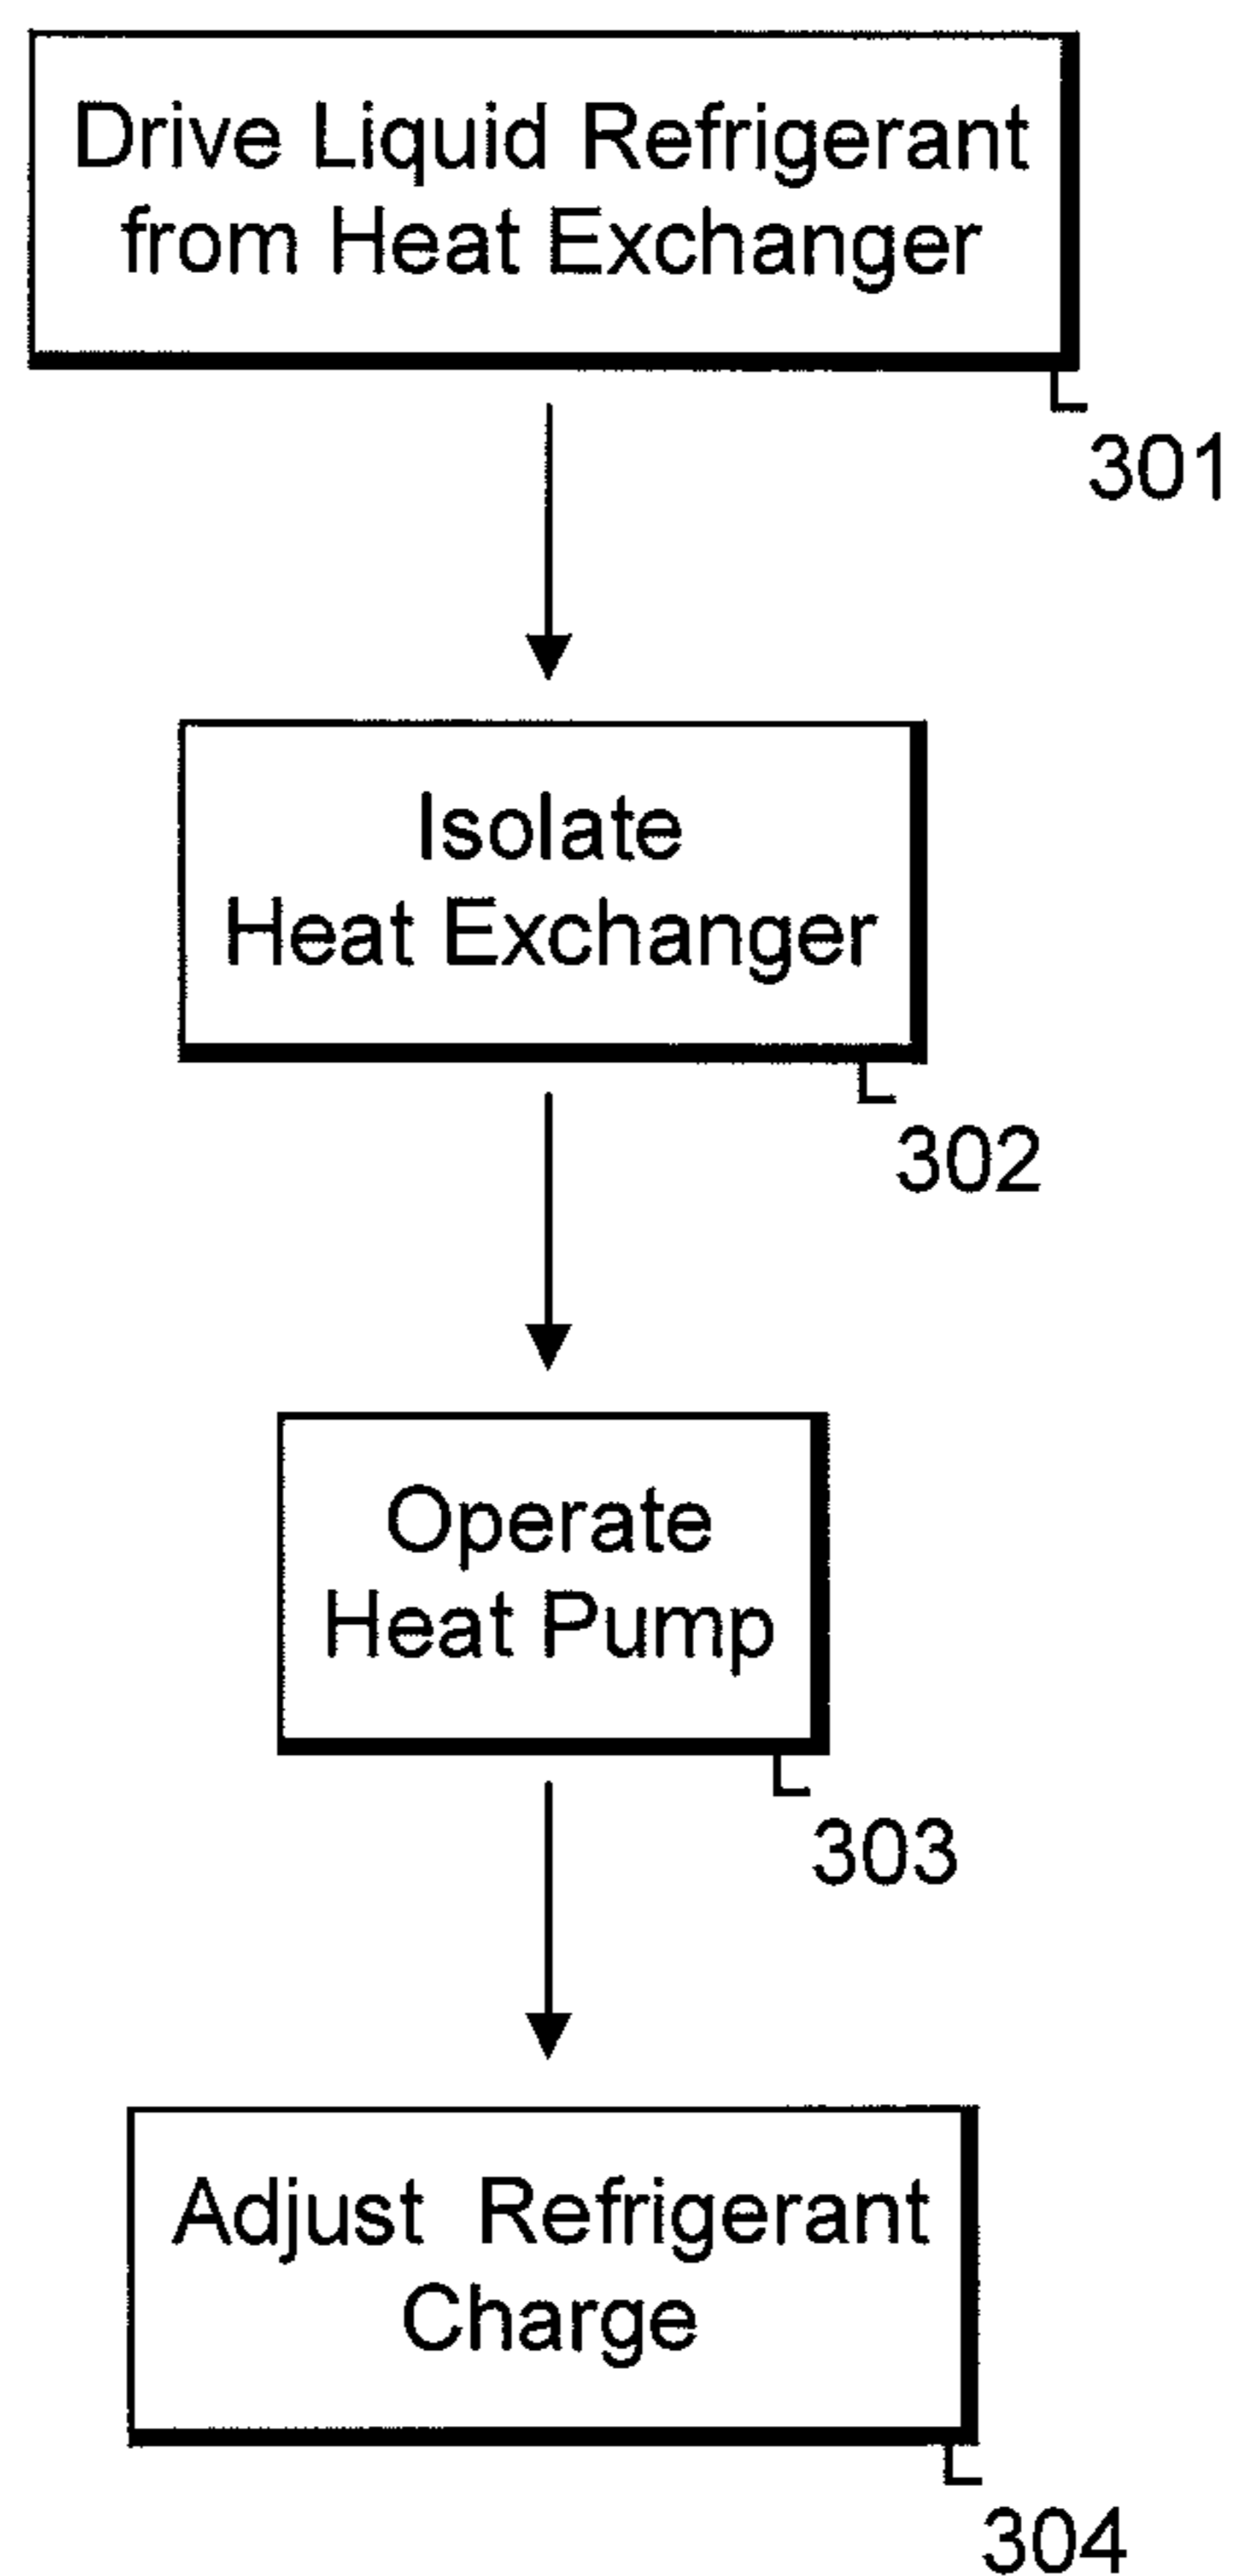 Drive Liquid Refrigerant
from Heat Exchanger
301
Isolate
Heat Exchanger
302
Operate
Heat Pump
303
Adjust Refrigerant
Charge
304